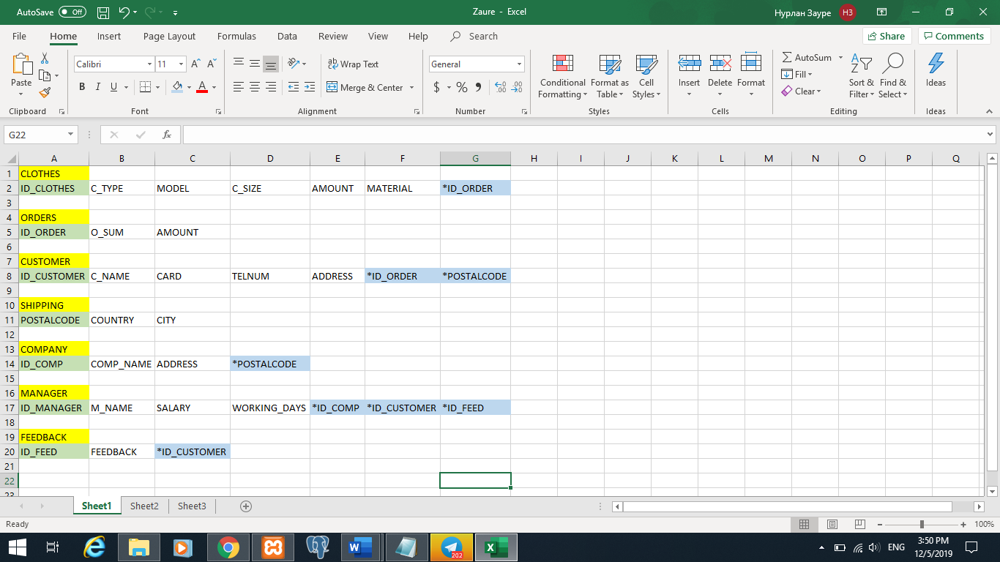 AutoSave Off Zaure - Excel Нурлан Зауре НЗ
File Home Insert Page Layout Formulas Data Review View Help Search Share Comments
Calibri 11 Wrap Text General AutoSum
Paste B I U Merge & Center $ % Conditional Formatting Format as Table Cell Styles Insert Delete Format Fill Clear Sort & Filter Find & Select Ideas
Clipboard Font Alignment Number Styles Cells Editing Ideas
G22 fx
A B C D E F G H I J K L M N O P Q
1 CLOTHES
2 ID_CLOTHES C_TYPE MODEL C_SIZE AMOUNT MATERIAL *ID_ORDER
3
4 ORDERS
5 ID_ORDER O_SUM AMOUNT
6
7 CUSTOMER
8 ID_CUSTOMER C_NAME CARD TELNUM ADDRESS *ID_ORDER *POSTALCODE
9
10 SHIPPING
11 POSTALCODE COUNTRY CITY
12
13 COMPANY
14 ID_COMP COMP_NAME ADDRESS *POSTALCODE
15
16 MANAGER
17 ID_MANAGER M_NAME SALARY WORKING_DAYS *ID_COMP *ID_CUSTOMER *ID_FEED
18
19 FEEDBACK
20 ID_FEED FEEDBACK *ID_CUSTOMER
21
22
23
Sheet1 Sheet2 Sheet3
Ready 100%
202 ENG 3:50 PM
12/5/2019